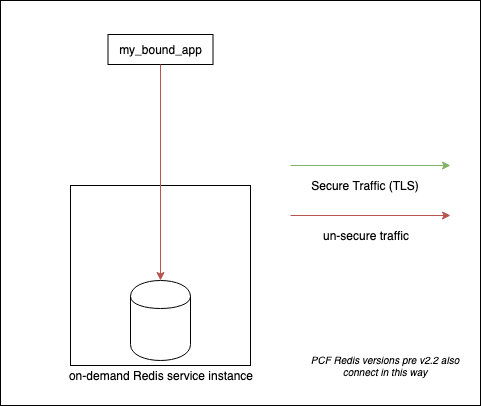 my_bound_app
Secure Traffic (TLS)
un-secure traffic
PCF Redis versions pre v2.2 also
connect in this way
on-demand Redis service instance